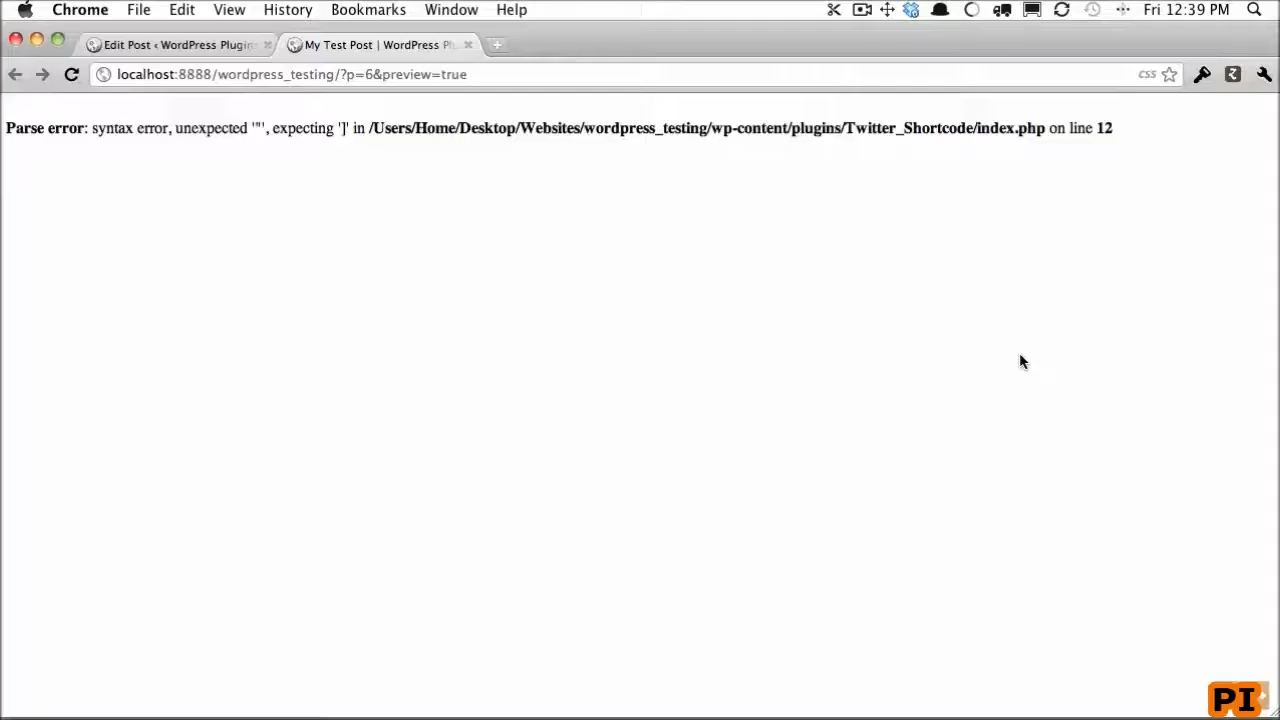 Chrome File Edit View History Bookmarks Window Help Fri 12:39 PM
Edit Post ‹ WordPress Plugin My Test Post | WordPress Pl
localhost:8888/wordpress_testing/?p=6&preview=true css
Parse error: syntax error, unexpected '"', expecting ']' in /Users/Home/Desktop/Websites/wordpress_testing/wp-content/plugins/Twitter_Shortcode/index.php on line 12
PI